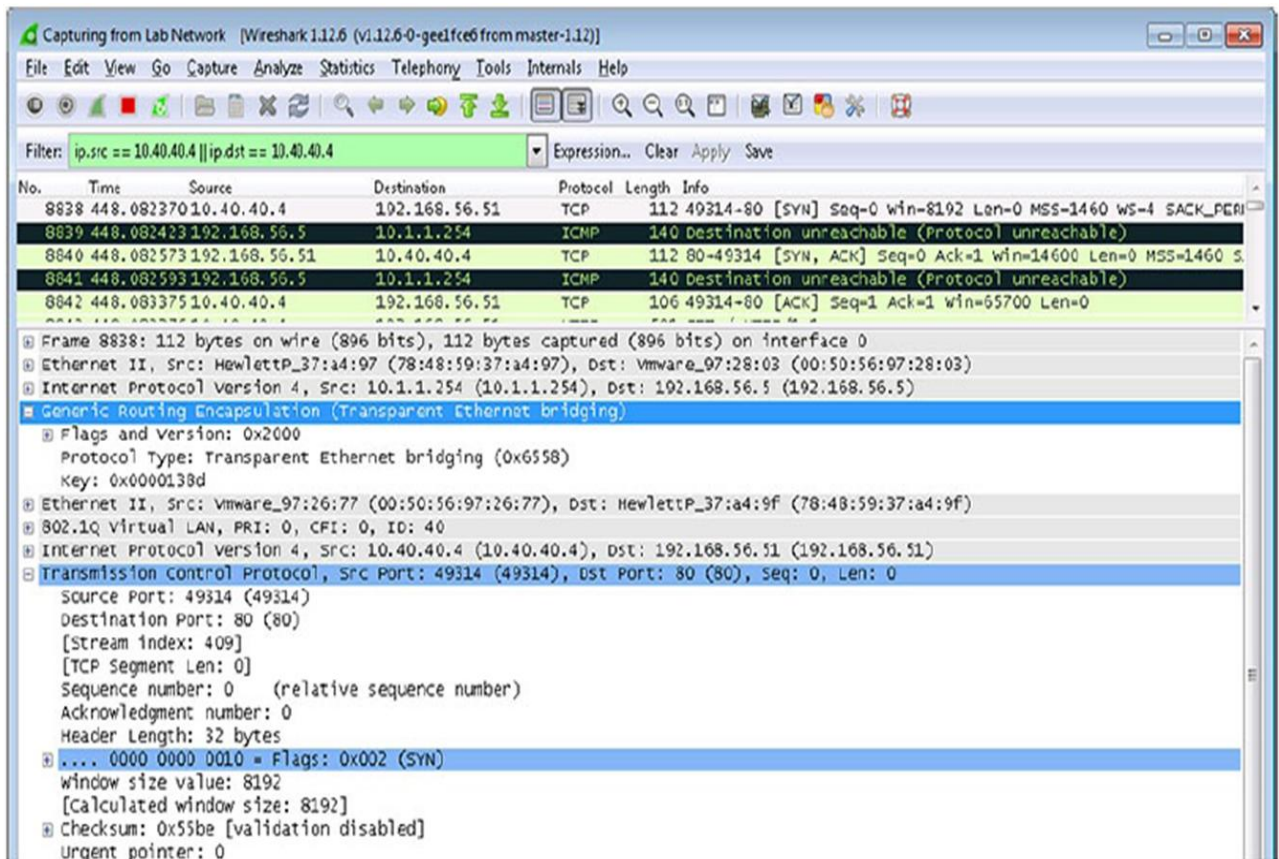 Capturing from Lab Network [Wireshark 1.12.6 (v1.12.6-0-gee1fce6 from master-1.12)]
File Edit View Go Capture Analyze Statistics Telephony Tools Internals Help
Filter: ip.src == 10.40.40.4 || ip.dst == 10.40.40.4 Expression... Clear Apply Save
No. Time Source Destination Protocol Length Info
8838 448.082370 10.40.40.4 192.168.56.51 TCP 112 49314→80 [SYN] Seq=0 Win=8192 Len=0 MSS=1460 WS=4 SACK_PERM
8839 448.082423 192.168.56.5 10.1.1.254 ICMP 140 Destination unreachable (Protocol unreachable)
8840 448.082573 192.168.56.51 10.40.40.4 TCP 112 80→49314 [SYN, ACK] Seq=0 Ack=1 Win=14600 Len=0 MSS=1460 S
8841 448.082593 192.168.56.5 10.1.1.254 ICMP 140 Destination unreachable (Protocol unreachable)
8842 448.083375 10.40.40.4 192.168.56.51 TCP 106 49314→80 [ACK] Seq=1 Ack=1 Win=65700 Len=0
Frame 8838: 112 bytes on wire (896 bits), 112 bytes captured (896 bits) on interface 0
Ethernet II, Src: HewlettP_37:a4:97 (78:48:59:37:a4:97), Dst: Vmware_97:28:03 (00:50:56:97:28:03)
Internet Protocol Version 4, Src: 10.1.1.254 (10.1.1.254), Dst: 192.168.56.5 (192.168.56.5)
Generic Routing Encapsulation (Transparent Ethernet bridging)
Flags and Version: 0x2000
Protocol Type: Transparent Ethernet bridging (0x6558)
Key: 0x0000138d
Ethernet II, Src: Vmware_97:26:77 (00:50:56:97:26:77), Dst: HewlettP_37:a4:9f (78:48:59:37:a4:9f)
802.1Q Virtual LAN, PRI: 0, CFI: 0, ID: 40
Internet Protocol Version 4, Src: 10.40.40.4 (10.40.40.4), Dst: 192.168.56.51 (192.168.56.51)
Transmission Control Protocol, Src Port: 49314 (49314), Dst Port: 80 (80), Seq: 0, Len: 0
Source Port: 49314 (49314)
Destination Port: 80 (80)
[Stream index: 409]
[TCP Segment Len: 0]
Sequence number: 0 (relative sequence number)
Acknowledgment number: 0
Header Length: 32 bytes
.... 0000 0000 0010 = Flags: 0x002 (SYN)
Window size value: 8192
[Calculated window size: 8192]
Checksum: 0x55be [validation disabled]
Urgent pointer: 0